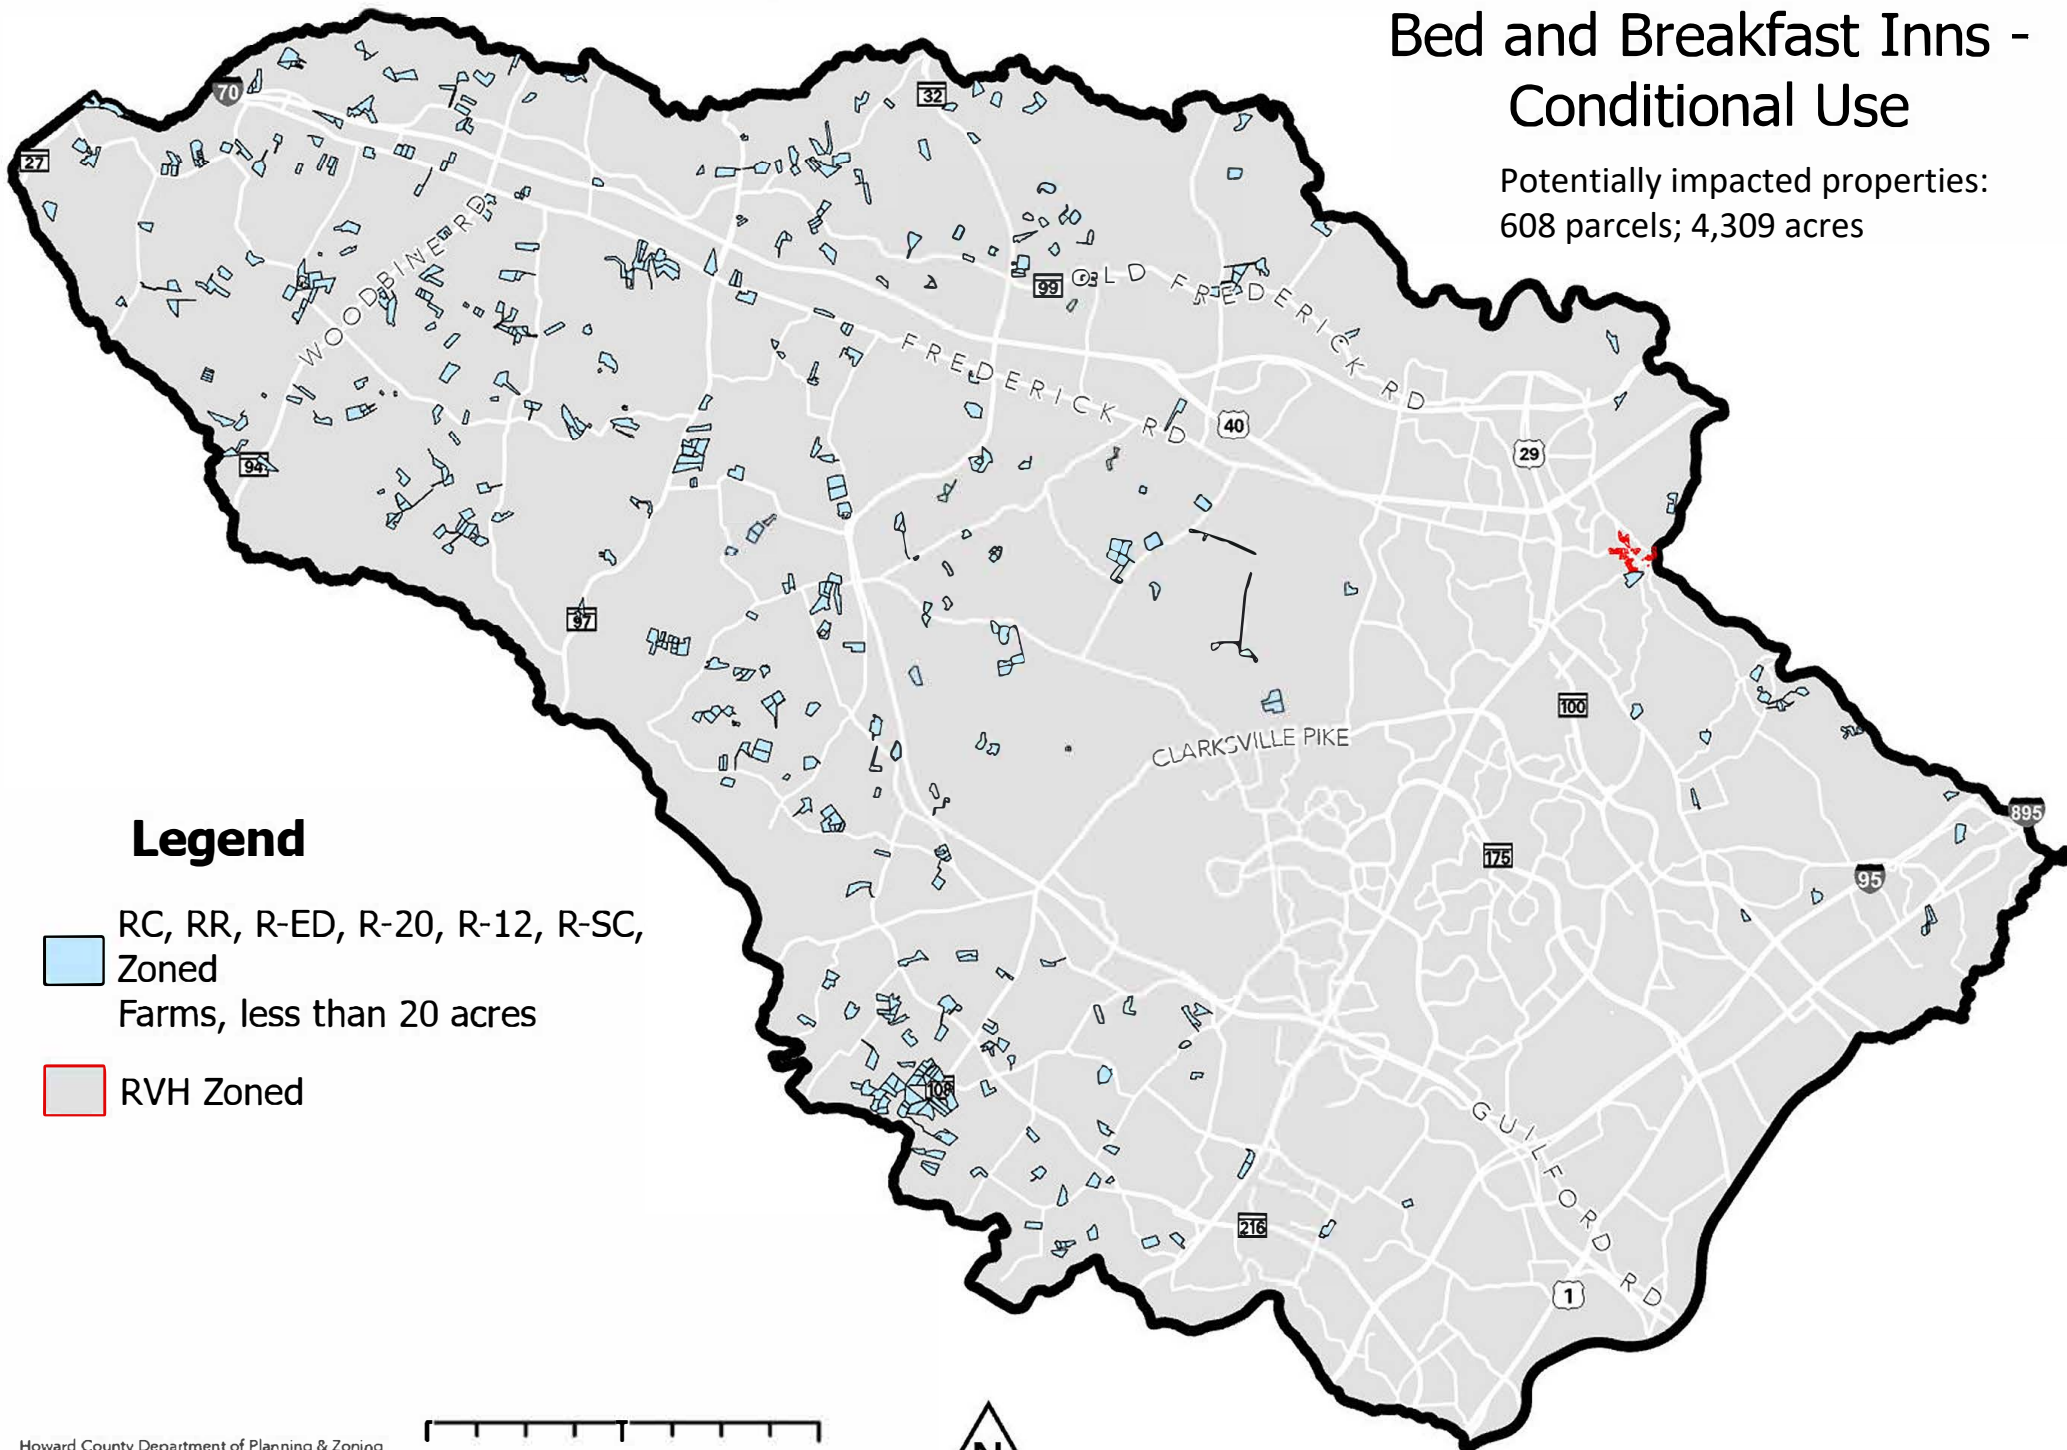 Bed and Breakfast Inns -
Conditional Use
Potentially impacted properties:
608 parcels; 4,309 acres
70
32
27
WOODBINE RD
99
OLD FREDERICK RD
FREDERICK RD
40
29
94
97
100
CLARKSVILLE PIKE
895
175
95
108
GUILFORD RD
216
1
Legend
RC, RR, R-ED, R-20, R-12, R-SC,
Zoned
Farms, less than 20 acres
RVH Zoned
Howard County Department of Planning & Zoning
N